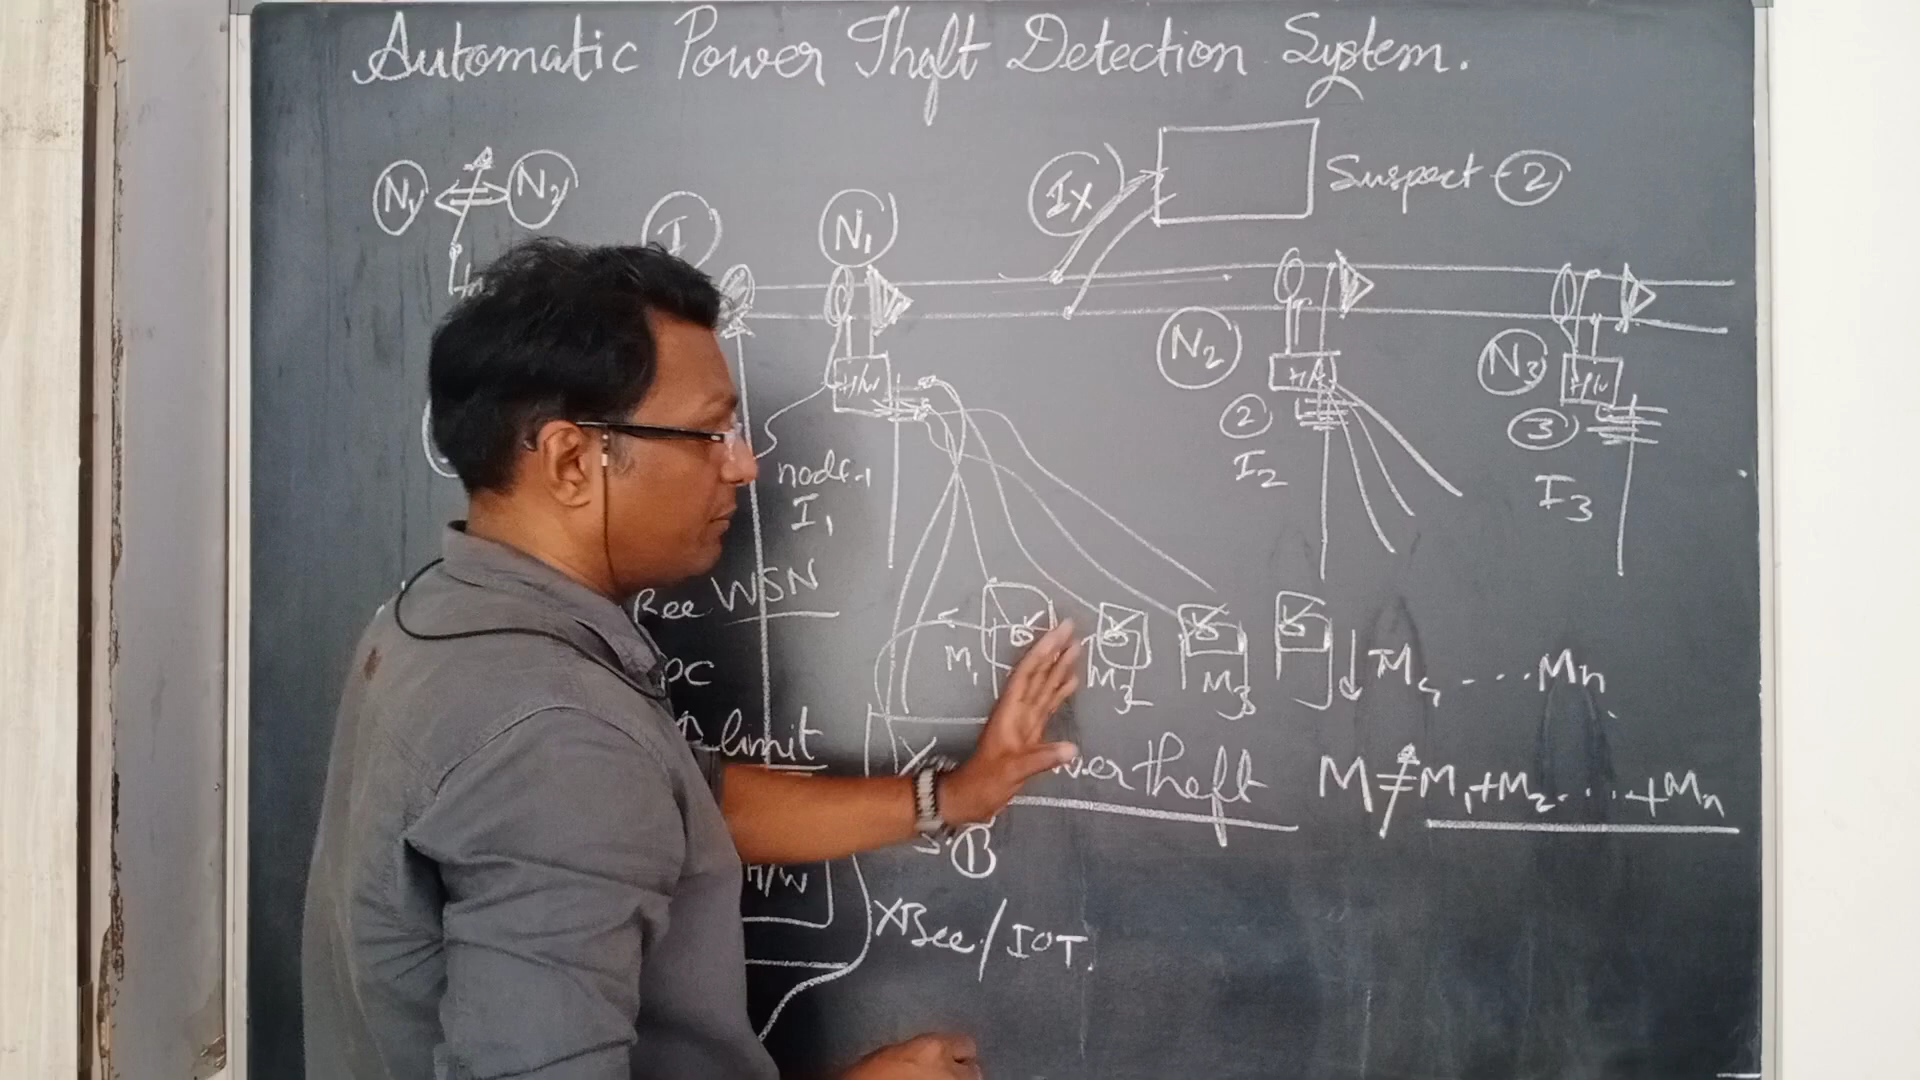 Automatic Power Theft Detection System.
N1 N2
I
N1
IX
Suspect - 2
N2
N3
H/W
H/W
H/W
2
3
node-1
I1
I2
I3
Bee WSN
M1 M2 M3 M4 .... Mn
limit
theft
M ≠ M1+M2.....+Mn
B
H/W
XBee/IOT.